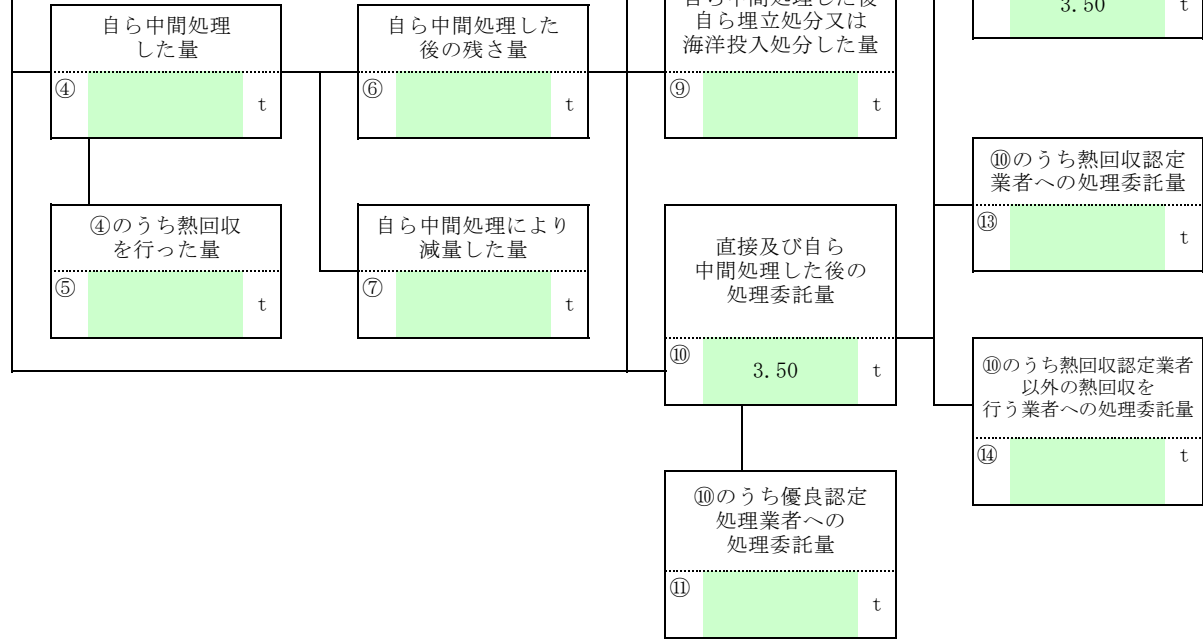 自ら中間処理
した量
④
t
自ら中間処理した
後の残さ量
⑥
t
自ら中間処理した後
自ら埋立処分又は
海洋投入処分した量
⑨
t
3.50 t
④のうち熱回収
を行った量
⑤
t
自ら中間処理により
減量した量
⑦
t
直接及び自ら
中間処理した後の
処理委託量
⑩
3.50 t
⑩のうち熱回収認定
業者への処理委託量
⑬
t
⑩のうち熱回収認定業者
以外の熱回収を
行う業者への処理委託量
⑭
t
⑩のうち優良認定
処理業者への
処理委託量
⑪
t